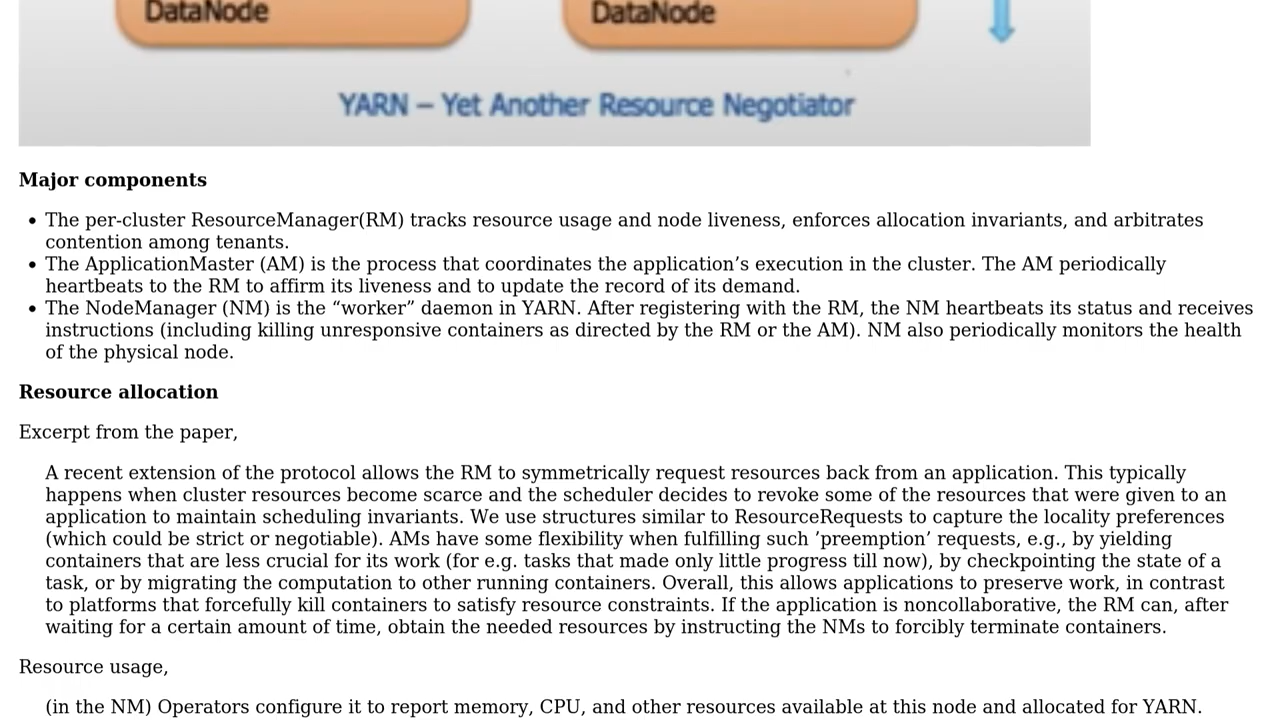 DataNode DataNode
YARN – Yet Another Resource Negotiator
Major components
• The per-cluster ResourceManager(RM) tracks resource usage and node liveness, enforces allocation invariants, and arbitrates
contention among tenants.
• The ApplicationMaster (AM) is the process that coordinates the application’s execution in the cluster. The AM periodically
heartbeats to the RM to affirm its liveness and to update the record of its demand.
• The NodeManager (NM) is the “worker” daemon in YARN. After registering with the RM, the NM heartbeats its status and receives
instructions (including killing unresponsive containers as directed by the RM or the AM). NM also periodically monitors the health
of the physical node.
Resource allocation
Excerpt from the paper,
A recent extension of the protocol allows the RM to symmetrically request resources back from an application. This typically
happens when cluster resources become scarce and the scheduler decides to revoke some of the resources that were given to an
application to maintain scheduling invariants. We use structures similar to ResourceRequests to capture the locality preferences
(which could be strict or negotiable). AMs have some flexibility when fulfilling such ’preemption’ requests, e.g., by yielding
containers that are less crucial for its work (for e.g. tasks that made only little progress till now), by checkpointing the state of a
task, or by migrating the computation to other running containers. Overall, this allows applications to preserve work, in contrast
to platforms that forcefully kill containers to satisfy resource constraints. If the application is noncollaborative, the RM can, after
waiting for a certain amount of time, obtain the needed resources by instructing the NMs to forcibly terminate containers.
Resource usage,
(in the NM) Operators configure it to report memory, CPU, and other resources available at this node and allocated for YARN.